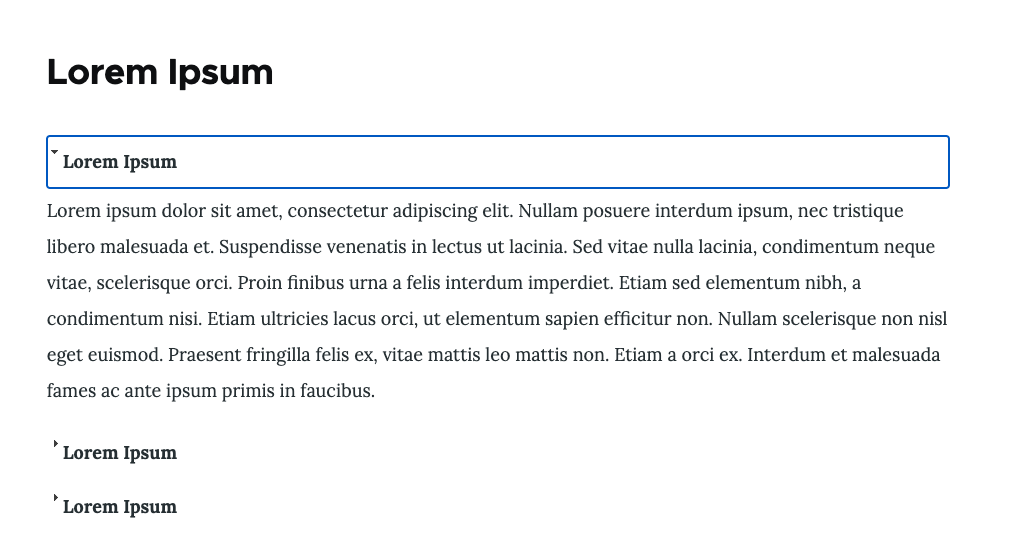 Lorem Ipsum
Lorem Ipsum
Lorem ipsum dolor sit amet, consectetur adipiscing elit. Nullam posuere interdum ipsum, nec tristique
libero malesuada et. Suspendisse venenatis in lectus ut lacinia. Sed vitae nulla lacinia, condimentum neque
vitae, scelerisque orci. Proin finibus urna a felis interdum imperdiet. Etiam sed elementum nibh, a
condimentum nisi. Etiam ultricies lacus orci, ut elementum sapien efficitur non. Nullam scelerisque non nisl
eget euismod. Praesent fringilla felis ex, vitae mattis leo mattis non. Etiam a orci ex. Interdum et malesuada
fames ac ante ipsum primis in faucibus.
Lorem Ipsum
Lorem Ipsum